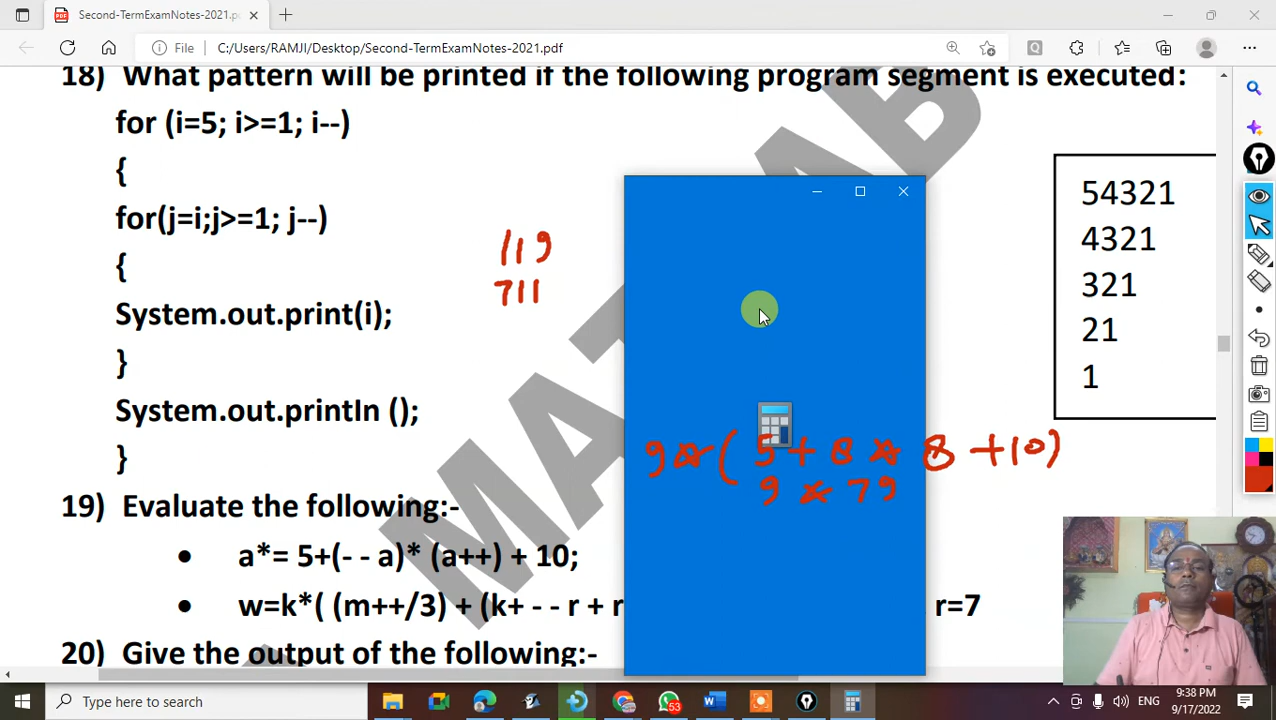 Second-TermExamNotes-2021.p
File
C:/Users/RAMJI/Desktop/Second-TermExamNotes-2021.pdf
18) What pattern will be printed if the following program segment is executed:
for (i=5; i>=1; i--)
{
for(j=i;j>=1; j--)
{
System.out.print(i);
}
System.out.println ();
}
54321
4321
321
21
1
119
711
9*( 5+8*8+10)
9*79
19) Evaluate the following:-
• a*= 5+(- - a)* (a++) + 10;
• w=k*( (m++/3) + (k+ - - r + r
r=7
20) Give the output of the following:-
MATLAB
Type here to search
53
9:38 PM
9/17/2022